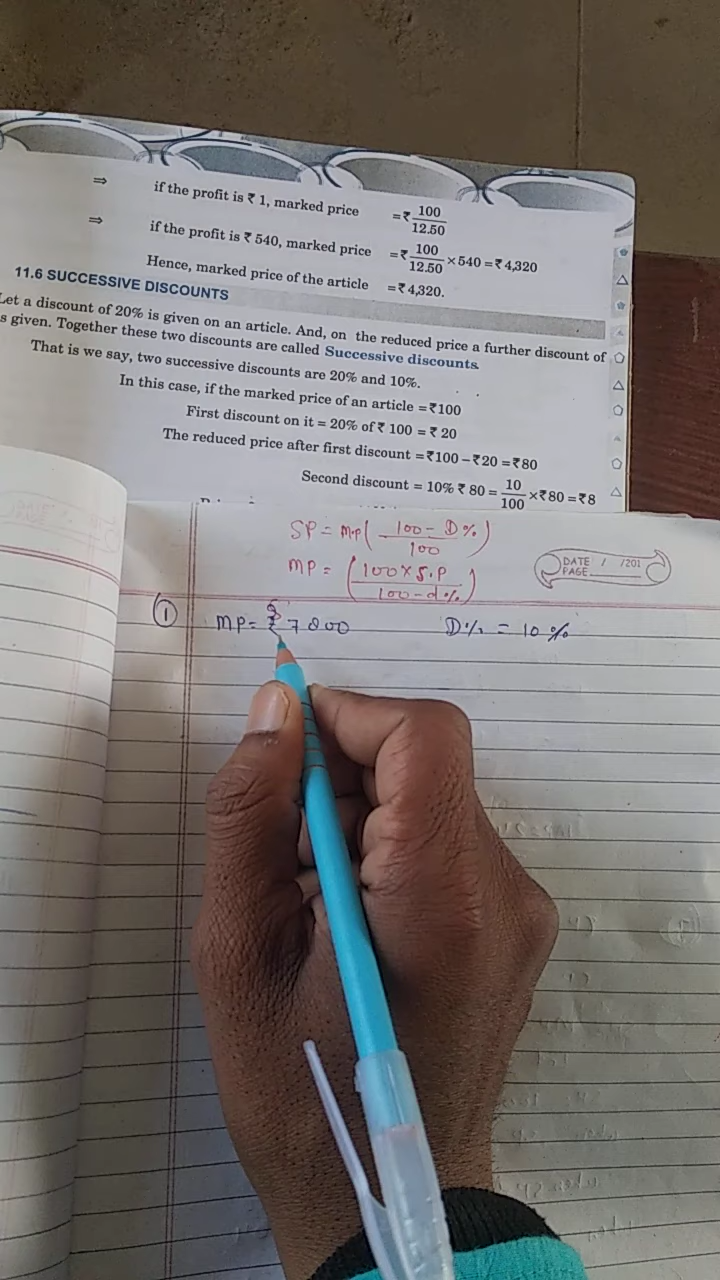 ⇒ if the profit is ₹ 1, marked price = ₹ 100/12.50
⇒ if the profit is ₹ 540, marked price = ₹ 100/12.50 × 540 = ₹ 4,320
Hence, marked price of the article = ₹ 4,320.
11.6 SUCCESSIVE DISCOUNTS
Let a discount of 20% is given on an article. And, on the reduced price a further discount of
s given. Together these two discounts are called Successive discounts.
That is we say, two successive discounts are 20% and 10%.
In this case, if the marked price of an article = ₹100
First discount on it = 20% of ₹ 100 = ₹ 20
The reduced price after first discount = ₹100 – ₹20 = ₹80
Second discount = 10% ₹ 80 = 10/100 × ₹80 = ₹8
SP = M.P ( 100 - D% / 100 )
MP = ( 100 × S.P / 100 - d% )
DATE / /201
PAGE
① MP = ₹ 7800 D% = 10 %